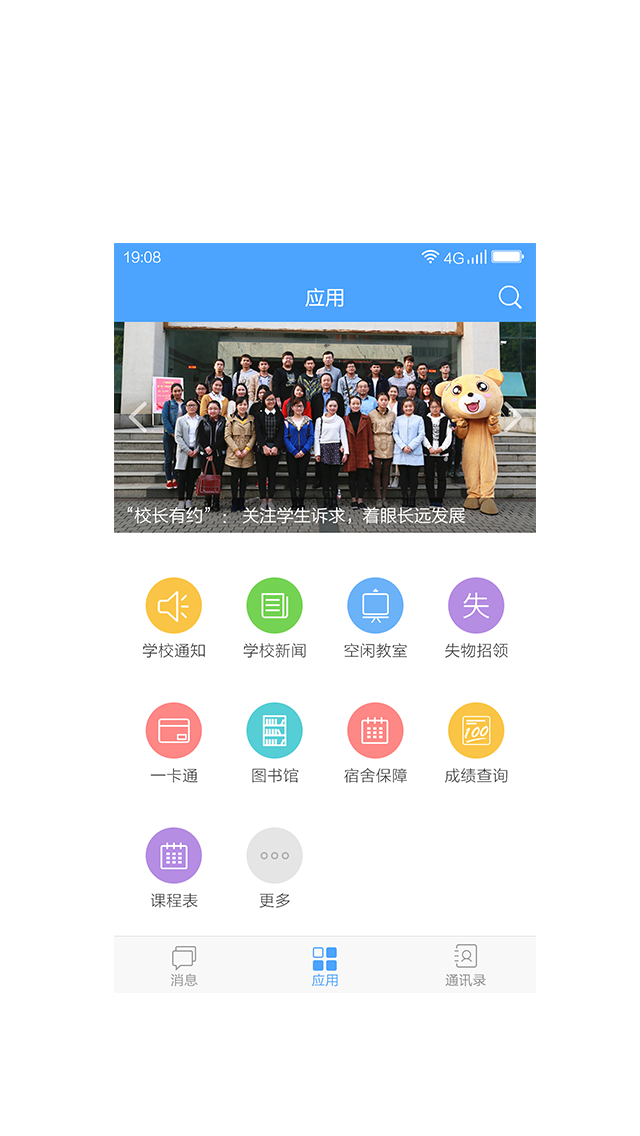 19:08
4G
应用
“校长有约”：关注学生诉求，着眼长远发展
学校通知
学校新闻
空闲教室
失
失物招领
一卡通
图书馆
宿舍保障
100
成绩查询
课程表
更多
消息
应用
通讯录